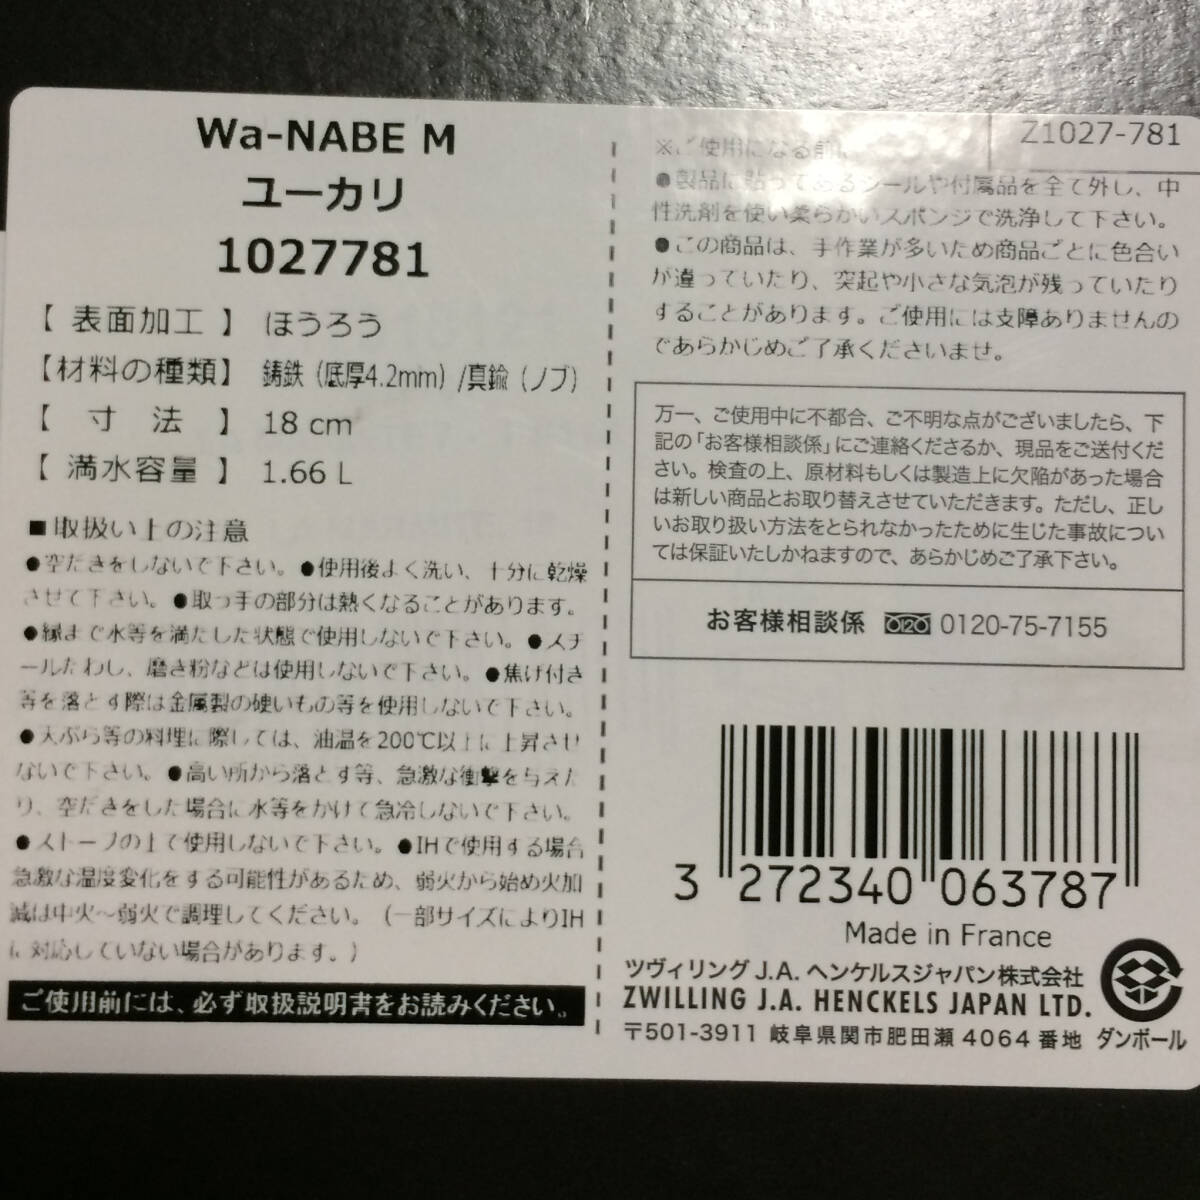 Wa-NABE M
ユーカリ
1027781
【 表面加工 】 ほうろう
【材料の種類】 鋳鉄（底厚4.2mm）/真鍮（ノブ）
【 寸 法 】 18 cm
【 満水容量 】 1.66 L
■取扱い上の注意
●空だきをしないで下さい。●使用後よく洗い、十分に乾燥
させて下さい。●取っ手の部分は熱くなることがあります。
●縁まで水等を満たした状態で使用しないで下さい。●スチ
ールたわし、磨き粉などは使用しないで下さい。●焦げ付き
等を落とす際は金属製の硬いもの等を使用しないで下さい。
●天ぷら等の料理に際しては、油温を200℃以上に上昇させ
ないで下さい。●高い所から落とす等、急激な衝撃を与えた
り、空だきをした場合に水等をかけて急冷しないで下さい。
●ストーブの上で使用しないで下さい。●IHで使用する場合
急激な温度変化をする可能性があるため、弱火から始め火加
減は中火～弱火で調理してください。（一部サイズによりIH
に対応していない場合があります。）
ご使用前には、必ず取扱説明書をお読みください。
Z1027-781
※ご使用になる前に
●製品に貼ってあるシールや付属品を全て外し、中
性洗剤を使い柔らかいスポンジで洗浄して下さい。
●この商品は、手作業が多いため商品ごとに色合い
が違っていたり、突起や小さな気泡が残っていたり
することがあります。ご使用には支障ありませんの
であらかじめご了承くださいませ。
万一、ご使用中に不都合、ご不明な点がございましたら、下
記の「お客様相談係」にご連絡くださるか、現品をご送付くだ
さい。検査の上、原材料もしくは製造上に欠陥があった場合
は新しい商品とお取り替えさせていただきます。ただし、正し
いお取り扱い方法をとられなかったために生じた事故につい
ては保証いたしかねますので、あらかじめご了承下さい。
お客様相談係 0120-75-7155
3 272340 063787
Made in France
ツヴィリング J.A. ヘンケルスジャパン株式会社
ZWILLING J.A. HENCKELS JAPAN LTD.
〒501-3911 岐阜県関市肥田瀬 4064 番地
ダンボール